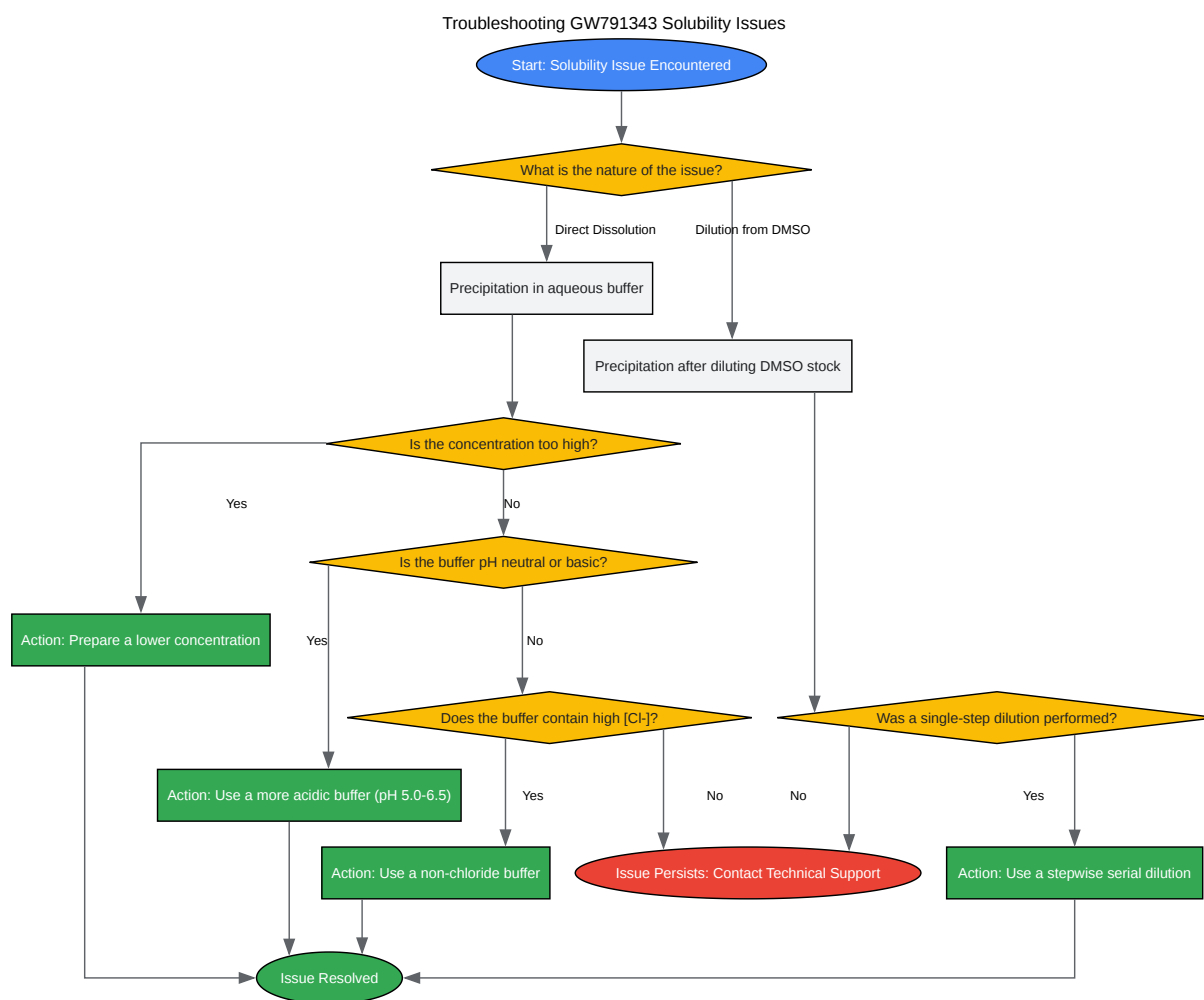 Troubleshooting GW791343 Solubility Issues
Start: Solubility Issue Encountered
What is the nature of the issue?
Direct Dissolution
Dilution from DMSO
Precipitation in aqueous buffer
Precipitation after diluting DMSO stock
Is the concentration too high?
Yes
No
Is the buffer pH neutral or basic?
Action: Prepare a lower concentration
Yes
No
Does the buffer contain high [Cl-]?
Was a single-step dilution performed?
Action: Use a more acidic buffer (pH 5.0-6.5)
Yes
No
No
Yes
Action: Use a non-chloride buffer
Issue Persists: Contact Technical Support
Action: Use a stepwise serial dilution
Issue Resolved